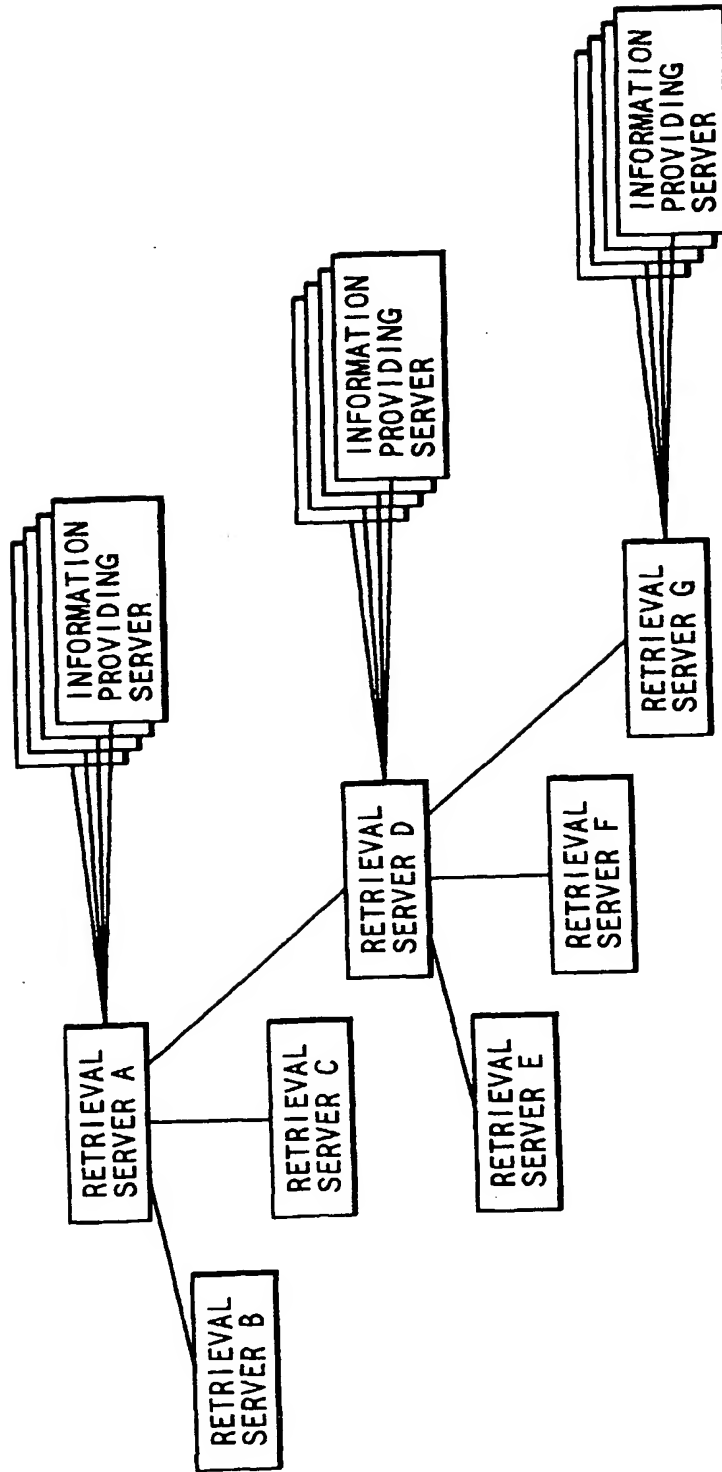 RETRIEVAL
SERVER A
INFORMATION
PROVIDING
SERVER
RETRIEVAL
SERVER B
RETRIEVAL
SERVER C
RETRIEVAL
SERVER D
INFORMATION
PROVIDING
SERVER
RETRIEVAL
SERVER E
RETRIEVAL
SERVER F
RETRIEVAL
SERVER G
INFORMATION
PROVIDING
SERVER